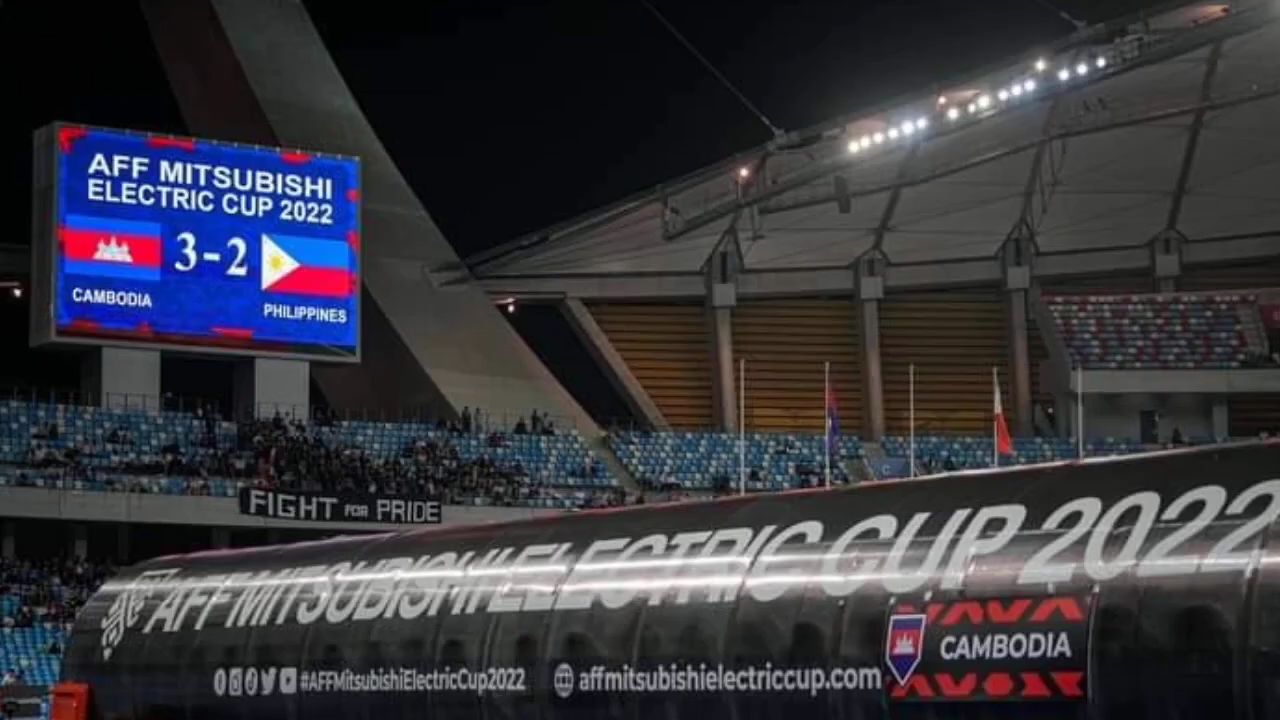 AFF MITSUBISHI
ELECTRIC CUP 2022
3-2
CAMBODIA
PHILIPPINES
FIGHT FOR PRIDE
AFF MITSUBISHI ELECTRIC CUP 2022
CAMBODIA
#AFFMitsubishiElectricCup2022
affmitsubishielectriccup.com